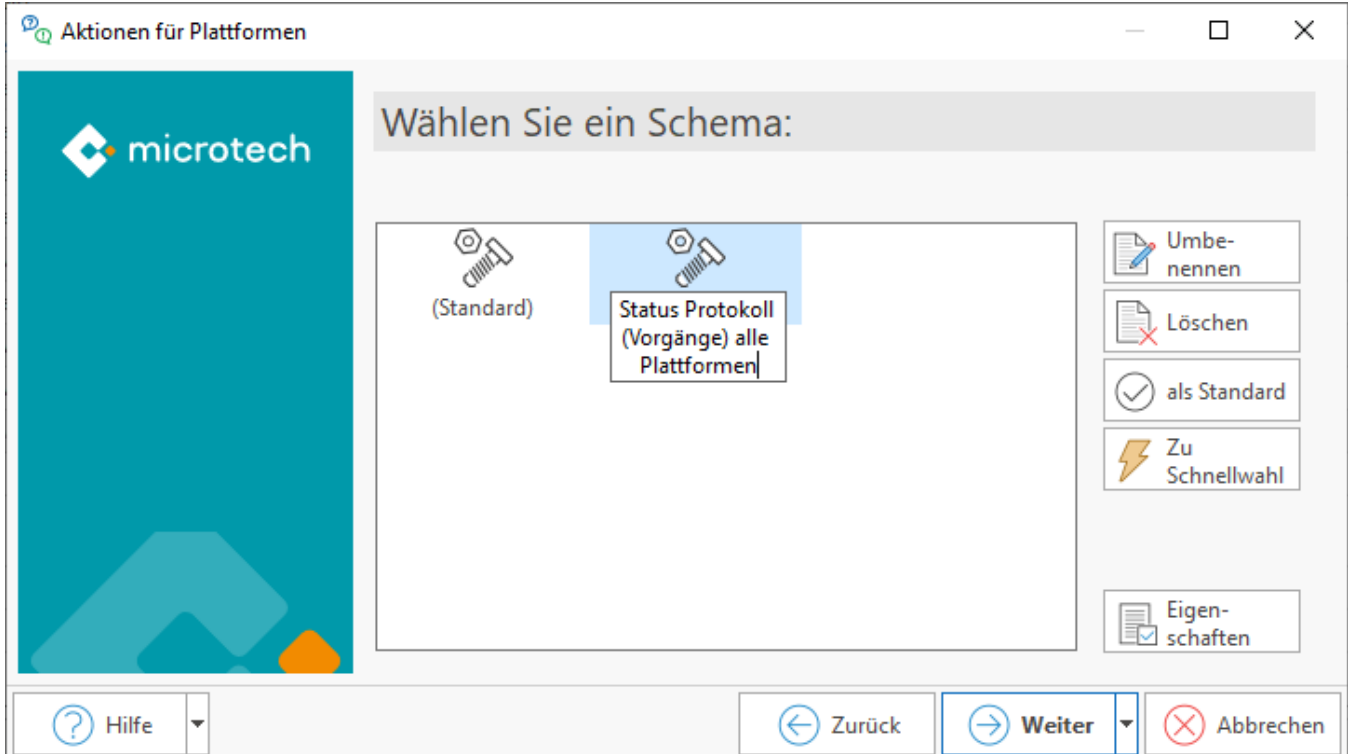 Aktionen für Plattformen
microtech
Wählen Sie ein Schema:
(Standard)
Status Protokoll
(Vorgänge) alle
Plattformen
Umbe-
nennen
Löschen
als Standard
Zu
Schnellwahl
Eigen-
schaften
Hilfe
Zurück
Weiter
Abbrechen